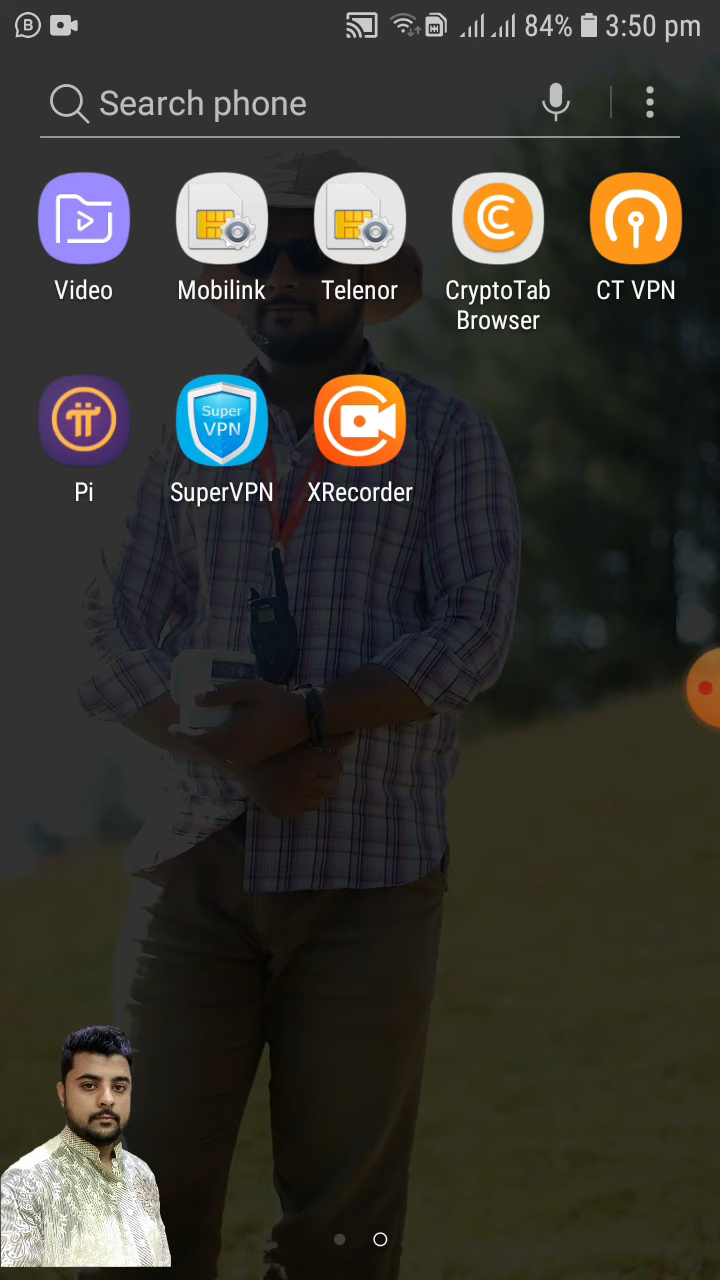 B
84% 3:50 pm
Search phone
Video Mobilink Telenor CryptoTab Browser CT VPN
Super
VPN
Pi SuperVPN XRecorder